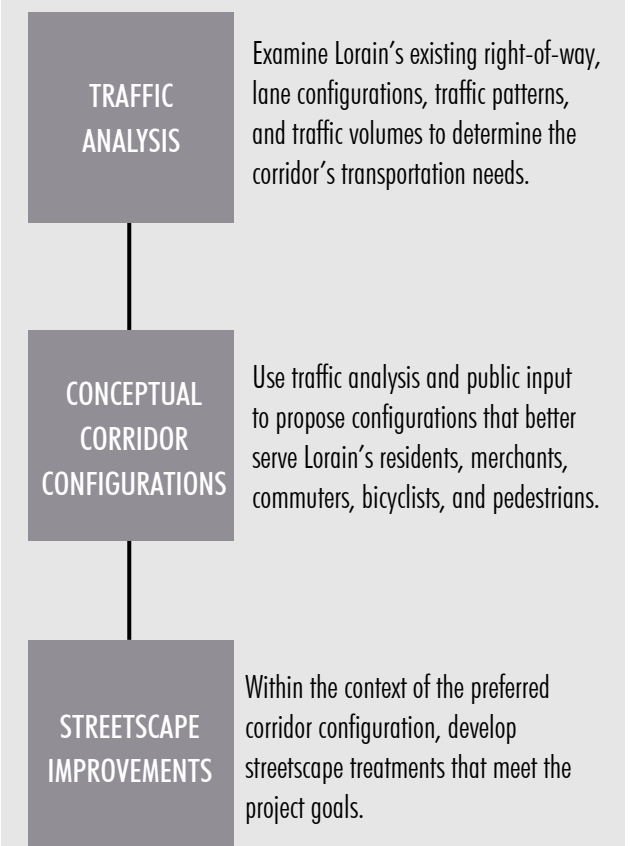 TRAFFIC
ANALYSIS
Examine Lorain’s existing right-of-way,
lane configurations, traffic patterns,
and traffic volumes to determine the
corridor’s transportation needs.
CONCEPTUAL
CORRIDOR
CONFIGURATIONS
Use traffic analysis and public input
to propose configurations that better
serve Lorain’s residents, merchants,
commuters, bicyclists, and pedestrians.
STREETSCAPE
IMPROVEMENTS
Within the context of the preferred
corridor configuration, develop
streetscape treatments that meet the
project goals.